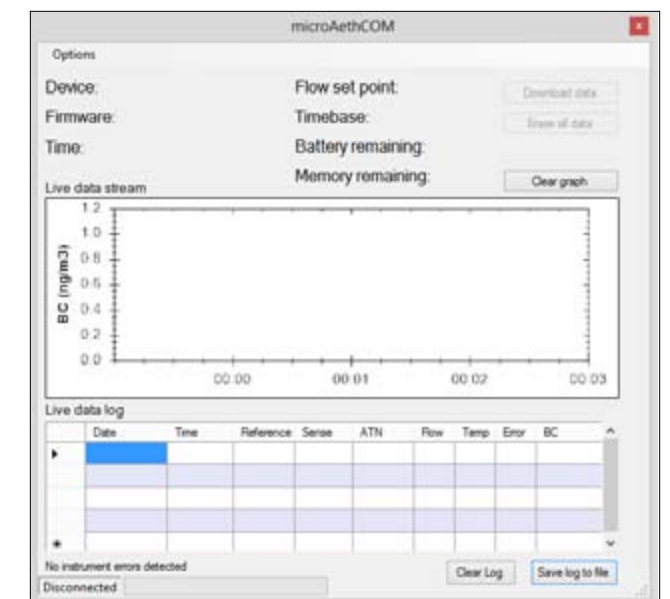 microAethCOM
x
Options
Device: Flow set point: Download data
Firmware: Timebase: Erase all data
Time: Battery remaining:
Memory remaining: Clear graph
Live data stream
1.2
1.0
0.8
0.6
0.4
0.2
0.0
BC (ng/m3)
00:00 00:01 00:02 00:03
Live data log
Date Time Reference Sense ATN Flow Temp Error BC
No instrument errors detected
Clear Log Save log to file
Disconnected